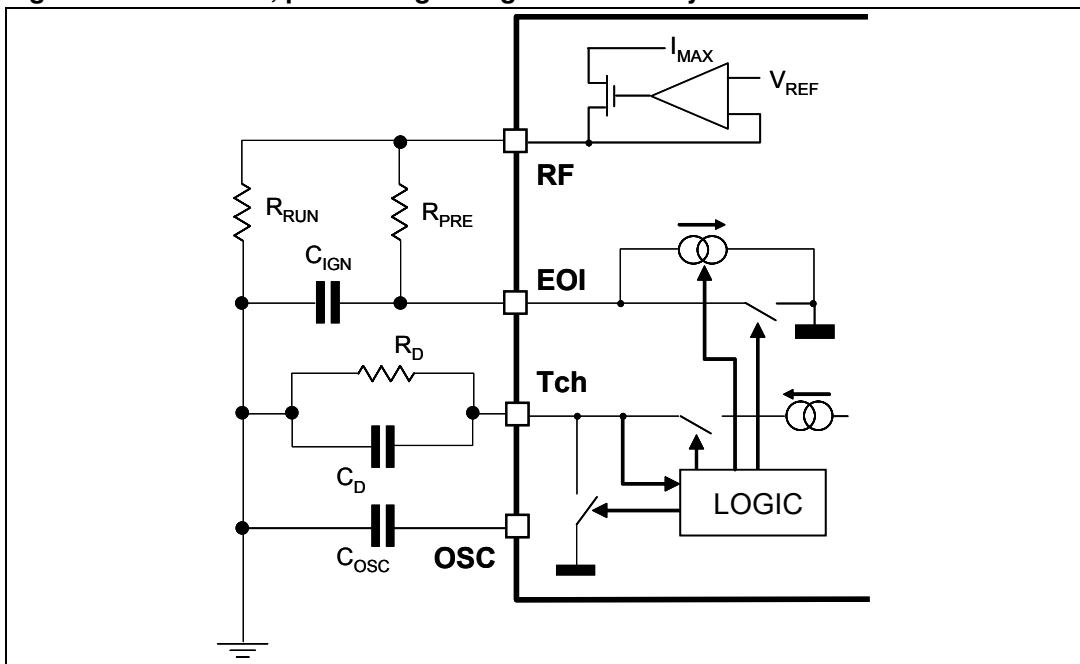 I_MAX
V_REF
RF
R_RUN
R_PRE
C_IGN
EOI
R_D
Tch
C_D
LOGIC
C_OSC
OSC